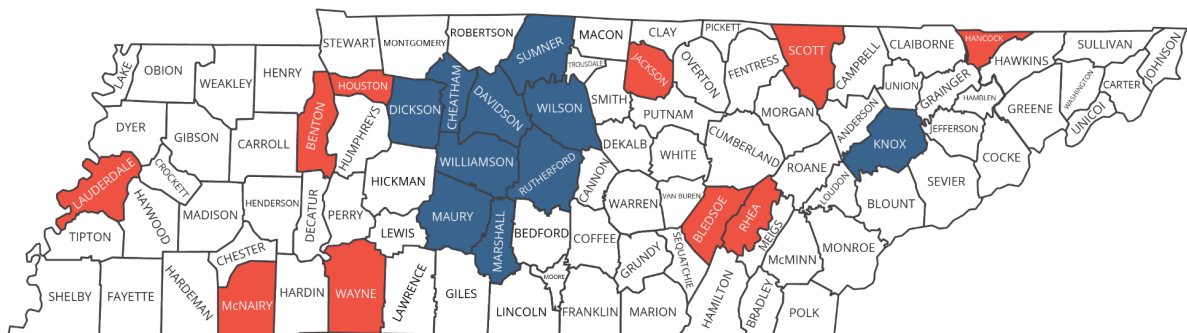 LAKE
OBION
WEAKLEY
HENRY
STEWART
MONTGOMERY
ROBERTSON
SUMNER
MACON
TROUSDALE
CLAY
PICKETT
OVERTON
FENTRESS
SCOTT
CAMPBELL
CLAIBORNE
HANCOCK
HAWKINS
SULLIVAN
JOHNSON
CARTER
WASHINGTON
UNICOI
GREENE
HAMBLEN
GRAINGER
UNION
ANDERSON
MORGAN
JACKSON
SMITH
PUTNAM
WILSON
DAVIDSON
CHEATHAM
DICKSON
HOUSTON
HUMPHREYS
BENTON
CARROLL
GIBSON
DYER
LAUDERDALE
CROCKETT
HAYWOOD
MADISON
HENDERSON
DECATUR
PERRY
HICKMAN
WILLIAMSON
RUTHERFORD
CANNON
DEKALB
WHITE
CUMBERLAND
ROANE
LOUDON
KNOX
JEFFERSON
COCKE
SEVIER
BLOUNT
MONROE
McMINN
MEIGS
RHEA
BLEDSOE
VAN BUREN
WARREN
SEQUATCHIE
GRUNDY
COFFEE
BEDFORD
MARSHALL
MAURY
LEWIS
TIPTON
CHESTER
SHELBY
FAYETTE
HARDEMAN
McNAIRY
HARDIN
WAYNE
LAWRENCE
GILES
LINCOLN
MOORE
FRANKLIN
MARION
HAMILTON
BRADLEY
POLK